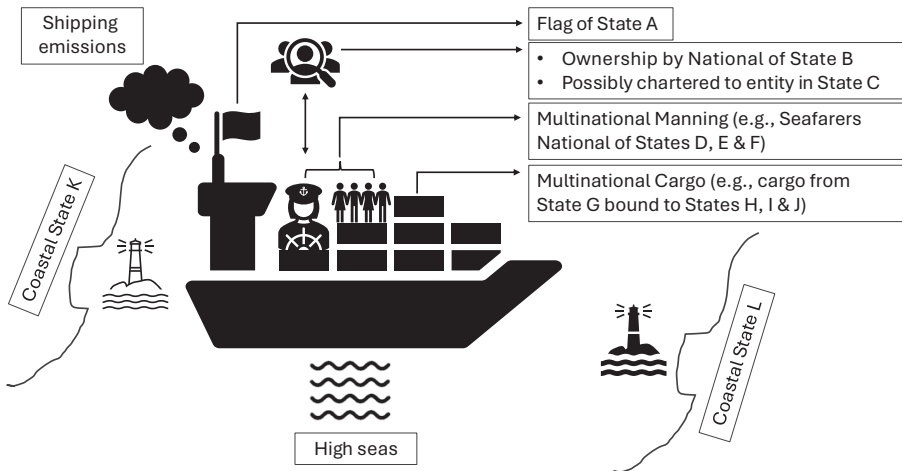 Shipping
emissions
Flag of State A
• Ownership by National of State B
• Possibly chartered to entity in State C
Multinational Manning (e.g., Seafarers
National of States D, E & F)
Multinational Cargo (e.g., cargo from
State G bound to States H, I & J)
Coastal State K
Coastal State L
High seas